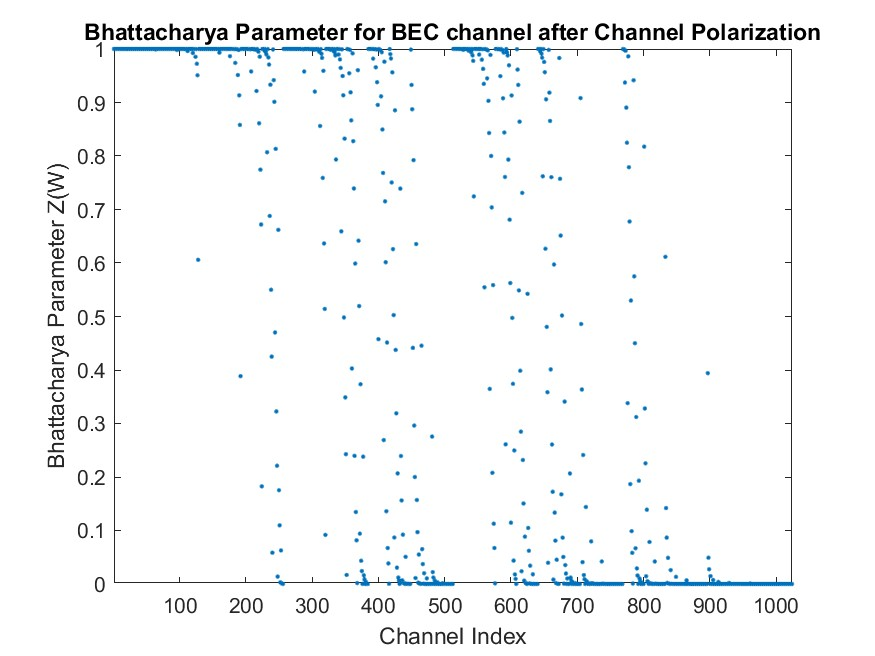 Bhattacharya Parameter for BEC channel after Channel Polarization
Bhattacharya Parameter Z(W)
1
0.9
0.8
0.7
0.6
0.5
0.4
0.3
0.2
0.1
0
100 200 300 400 500 600 700 800 900 1000
Channel Index